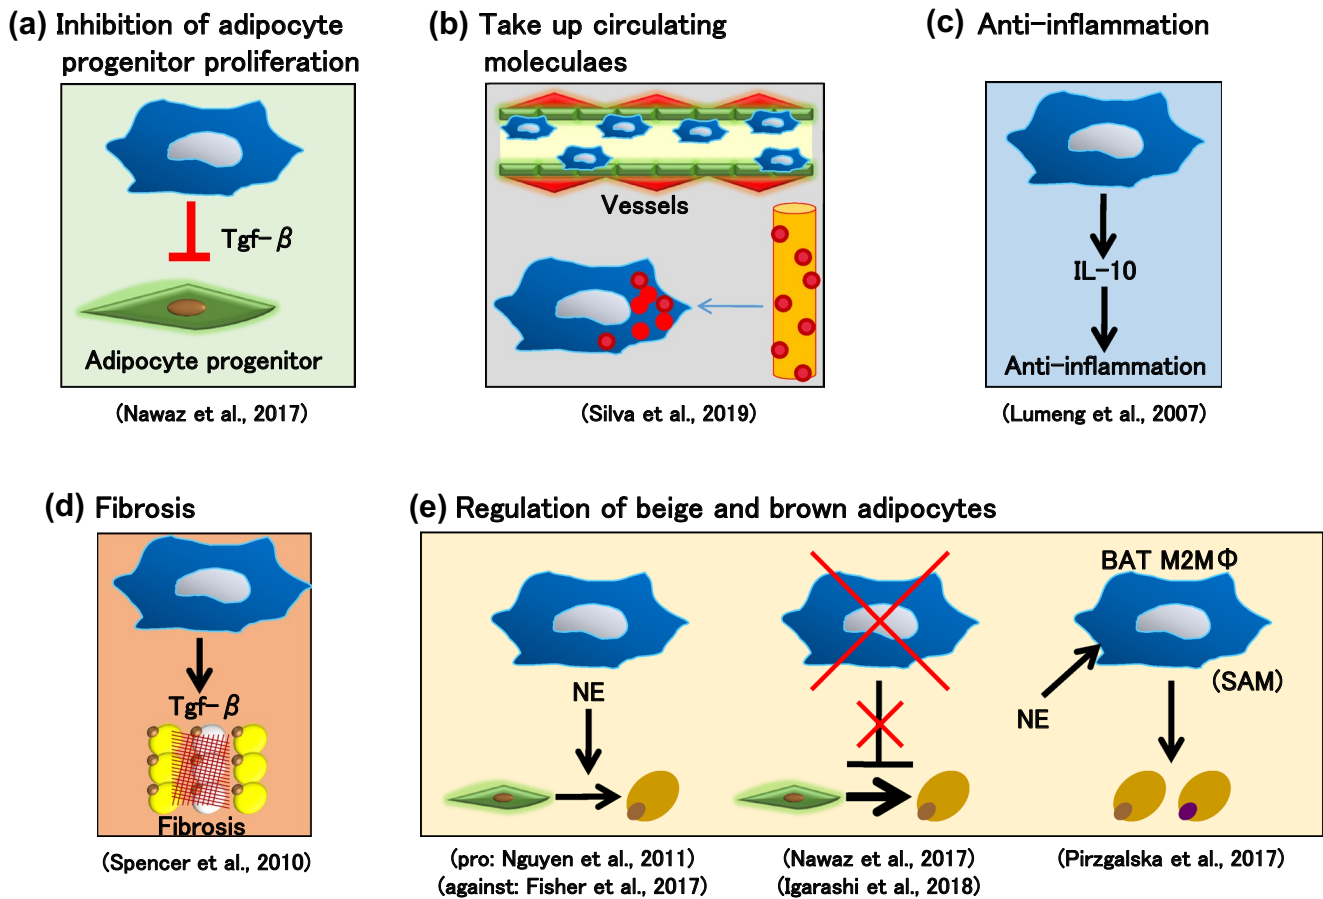 (a) Inhibition of adipocyte
progenitor proliferation
Tgf-β
Adipocyte progenitor
(Nawaz et al., 2017)
(b) Take up circulating
moleculaes
Vessels
(Silva et al., 2019)
(c) Anti-inflammation
IL-10
Anti-inflammation
(Lumeng et al., 2007)
(d) Fibrosis
Tgf-β
Fibrosis
(Spencer et al., 2010)
(e) Regulation of beige and brown adipocytes
NE
(pro: Nguyen et al., 2011)
(against: Fisher et al., 2017)
(Nawaz et al., 2017)
(Igarashi et al., 2018)
BAT M2MΦ
(SAM)
NE
(Pirzgalska et al., 2017)